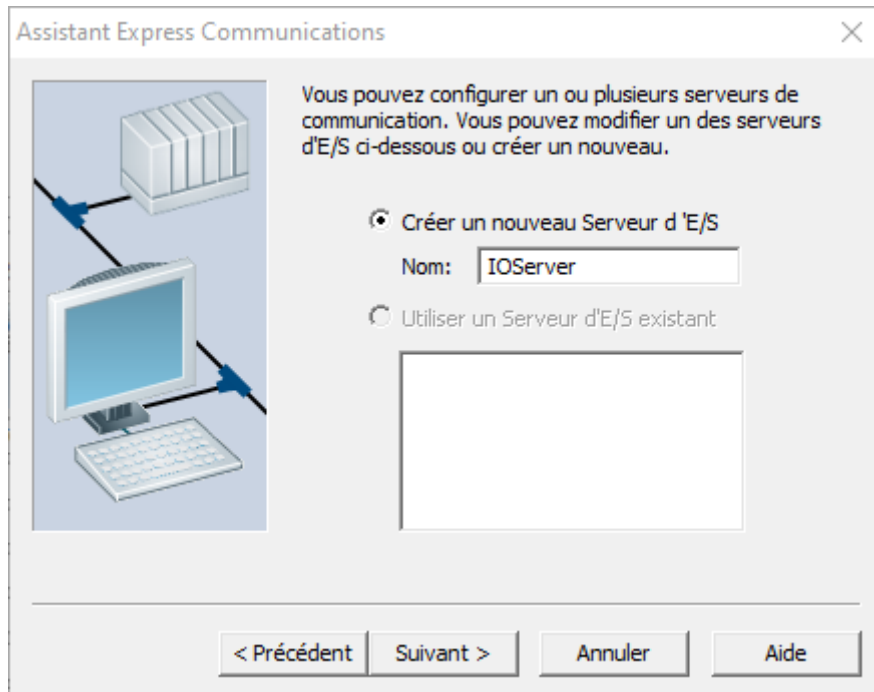 Assistant Express Communications
Vous pouvez configurer un ou plusieurs serveurs de
communication. Vous pouvez modifier un des serveurs
d'E/S ci-dessous ou créer un nouveau.
Créer un nouveau Serveur d 'E/S
Nom: IOServer
Utiliser un Serveur d'E/S existant
< Précédent Suivant > Annuler Aide